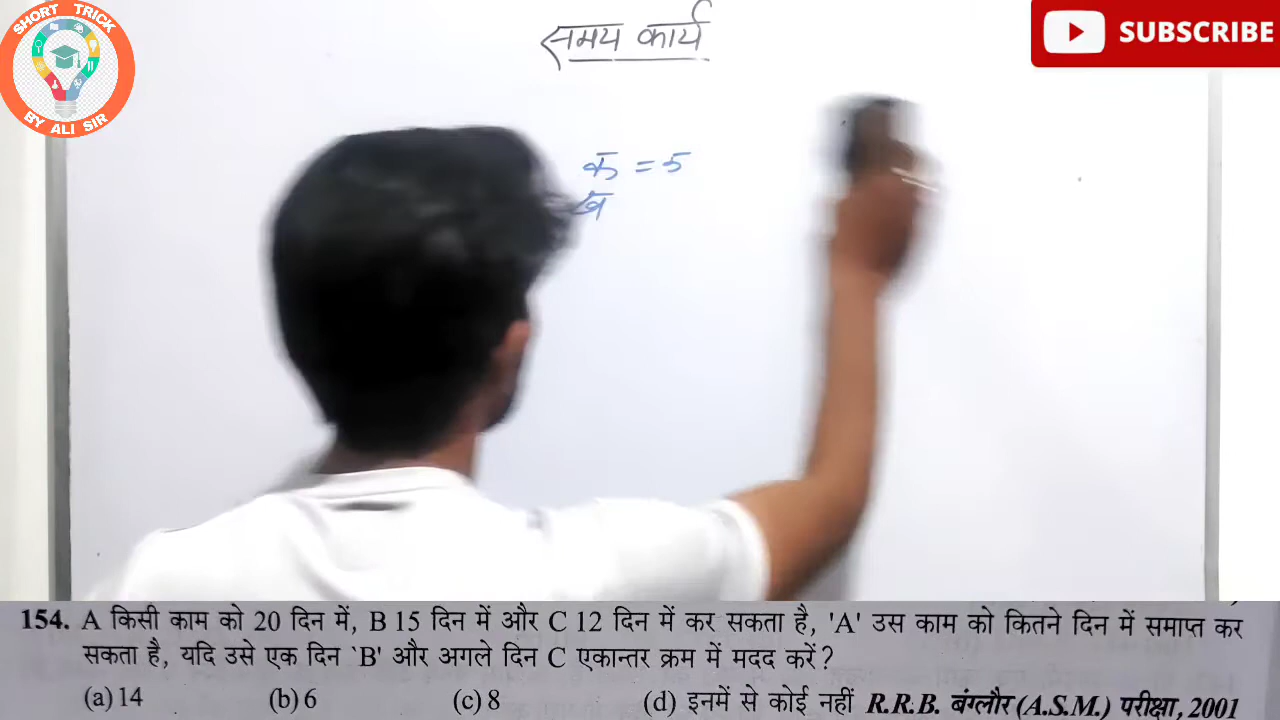 SHORT TRICK
BY ALI SIR
SUBSCRIBE
समय कार्य
क = 5
ख
154. A किसी काम को 20 दिन में, B 15 दिन में और C 12 दिन में कर सकता है, 'A' उस काम को कितने दिन में समाप्त कर
सकता है, यदि उसे एक दिन `B' और अगले दिन C एकान्तर क्रम में मदद करें ?
(a) 14 (b) 6 (c) 8 (d) इनमें से कोई नहीं R.R.B. बंग्लौर (A.S.M.) परीक्षा, 2001